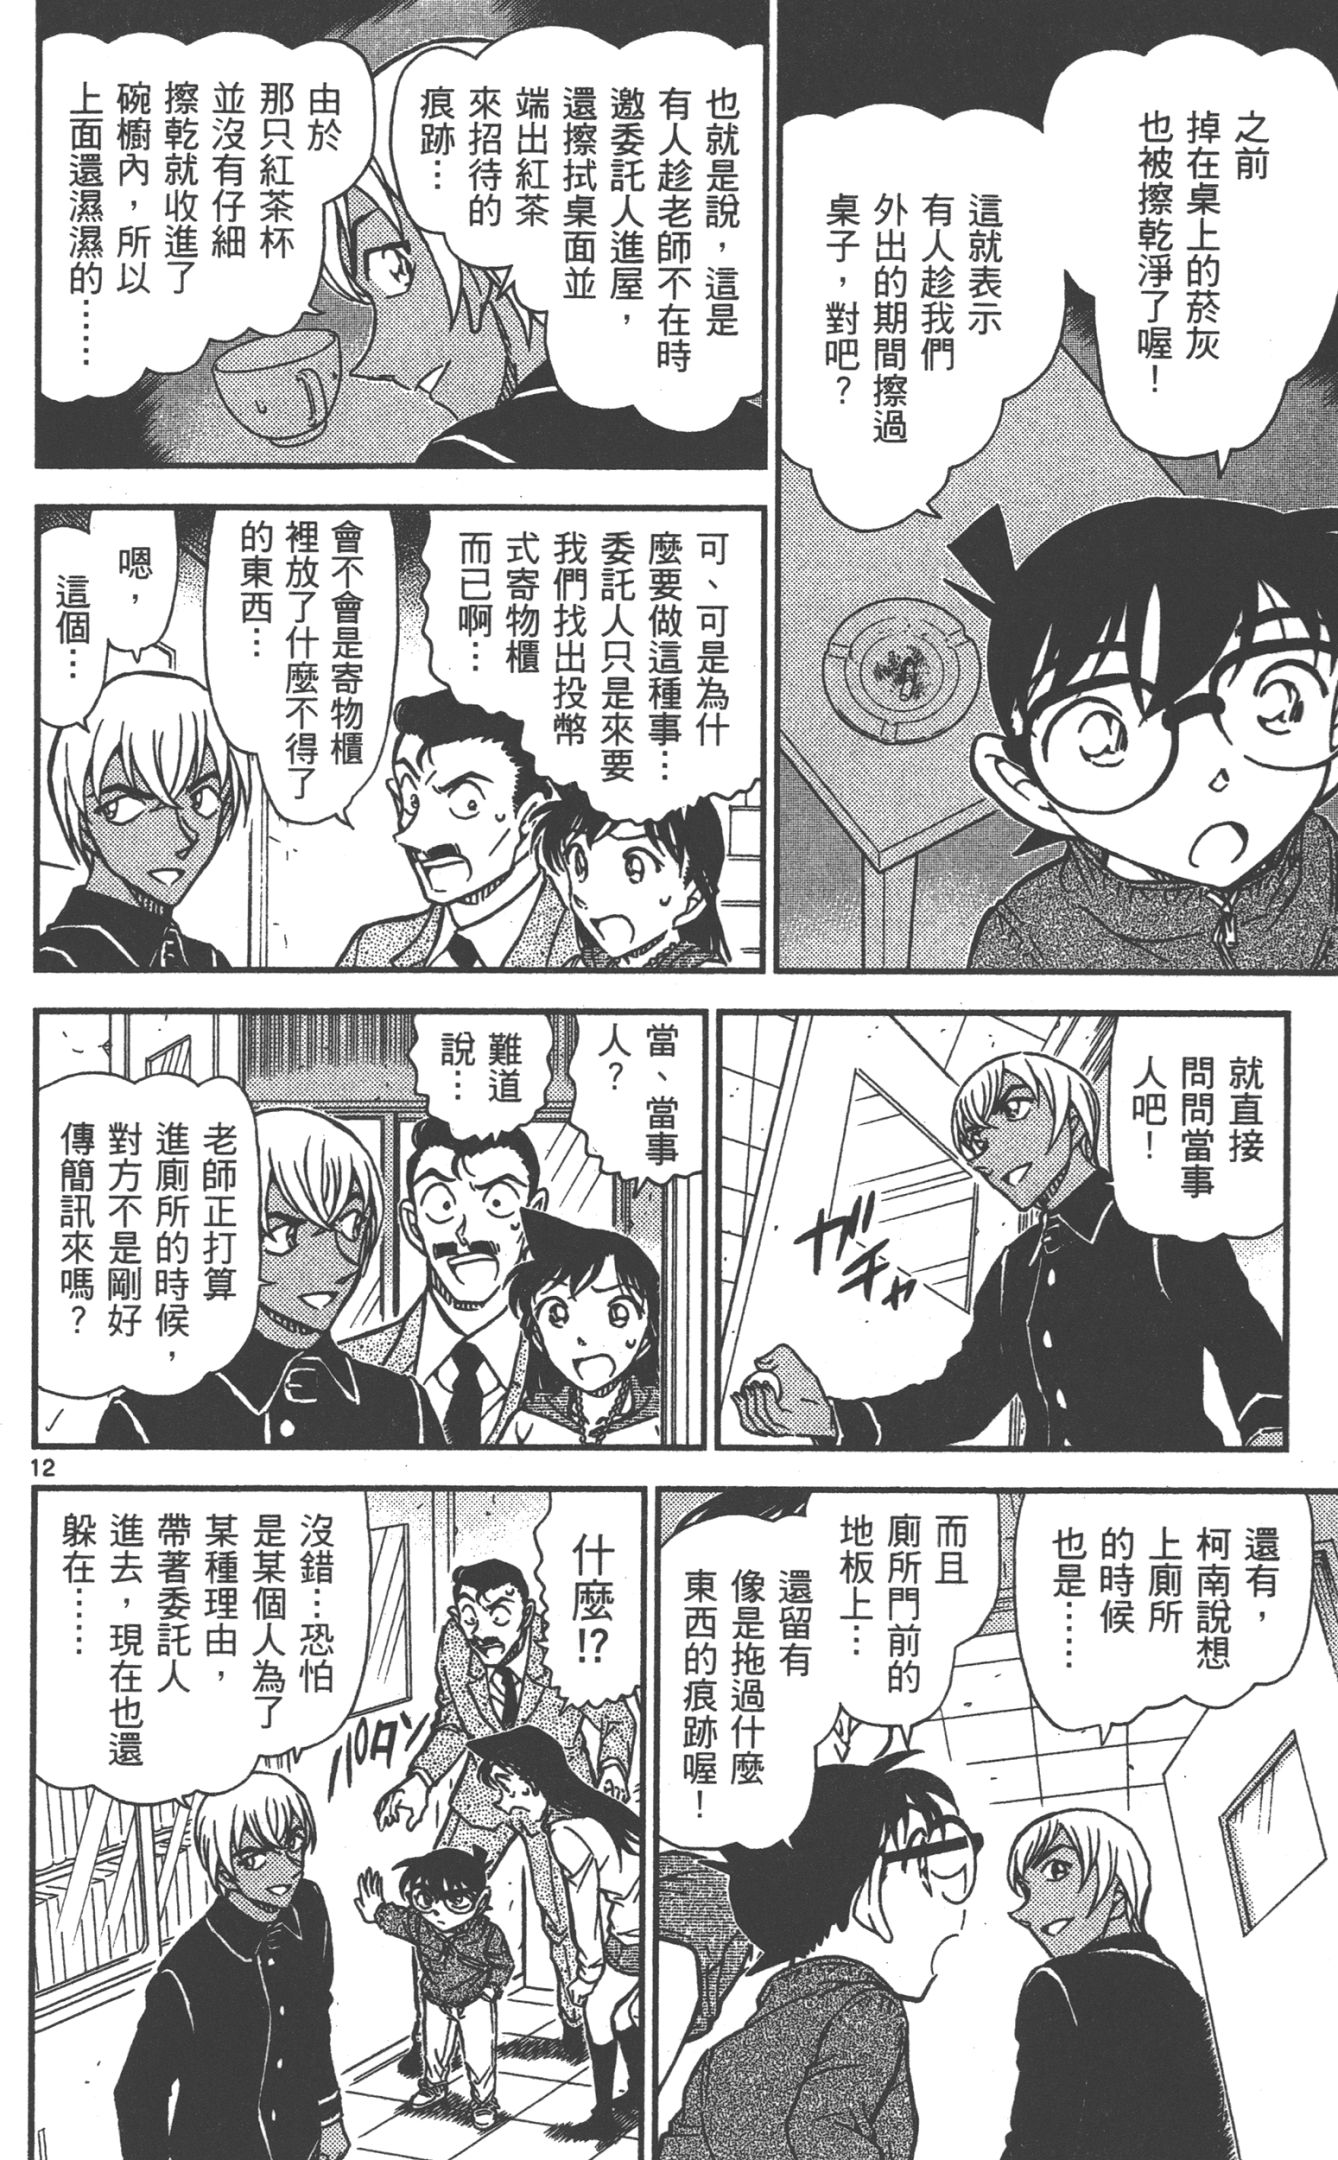 之前
掉在桌上的菸灰
也被擦乾淨了喔！
這就表示
有人趁我們
外出的期間擦過
桌子，對吧？
也就是說，這是
有人趁老師不在時
邀委託人進屋，
還擦拭桌面並
端出紅茶
來招待的
痕跡…
由於
那只紅茶杯
並沒有仔細
擦乾就收進了
碗櫥內，所以
上面還濕濕的……
可、可是為什
麼要做這種事…
委託人只是來要
我們找出投幣
式寄物櫃
而已啊…
會不會是寄物櫃
裡放了什麼不得了
的東西…
嗯，
這個…
就直接
問問當事
人吧！
ガチャ
當、當事
人？
難道
說…
老師正打算
進廁所的時候，
對方不是剛好
傳簡訊來嗎？
12
還有，
柯南說想
上廁所
的時候
也是……
而且
廁所門前的
地板上…
還留有
像是拖過什麼
東西的痕跡喔！
什麼!?
バロン
沒錯…恐怕
是某個人為了
某種理由，
帶著委託人
進去，現在也還
躲在……